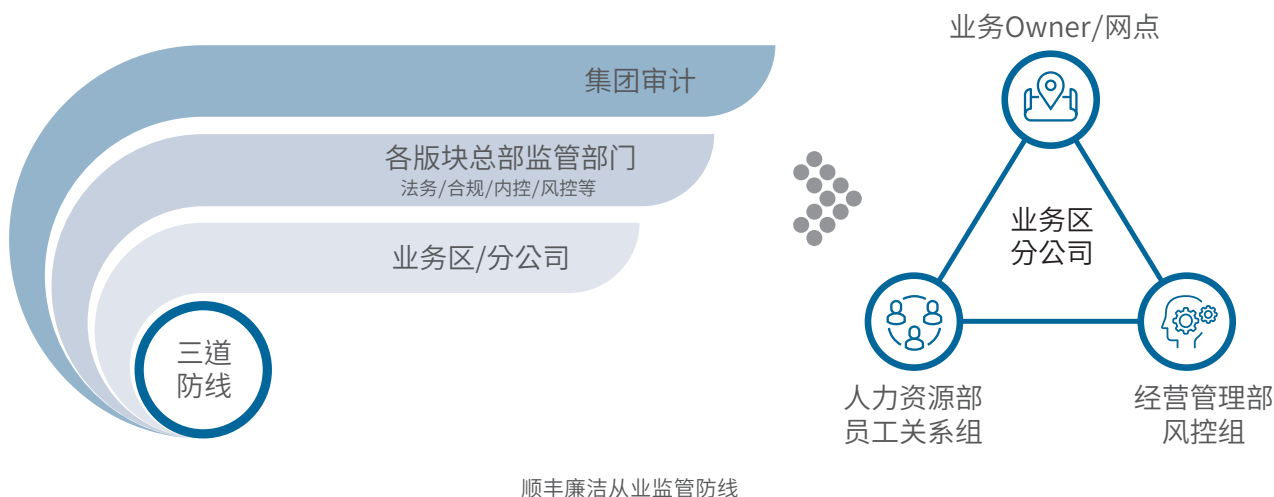 集团审计
各版块总部监管部门
法务/合规/内控/风控等
业务区/分公司
三道
防线
业务Owner/网点
业务区
分公司
人力资源部
员工关系组
经营管理部
风控组
顺丰廉洁从业监管防线